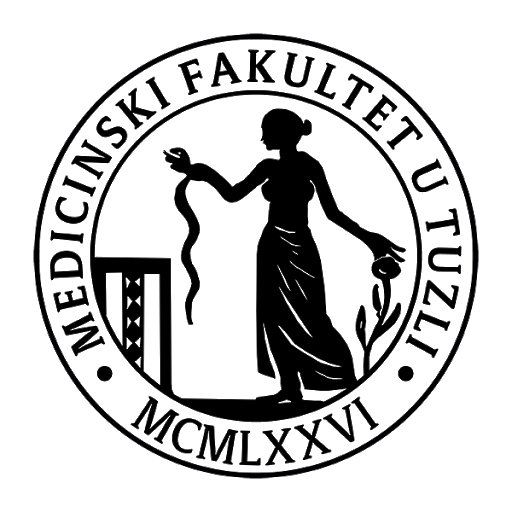 MEDICINSKI FAKULTET U TUZLI
MCMLXXVI